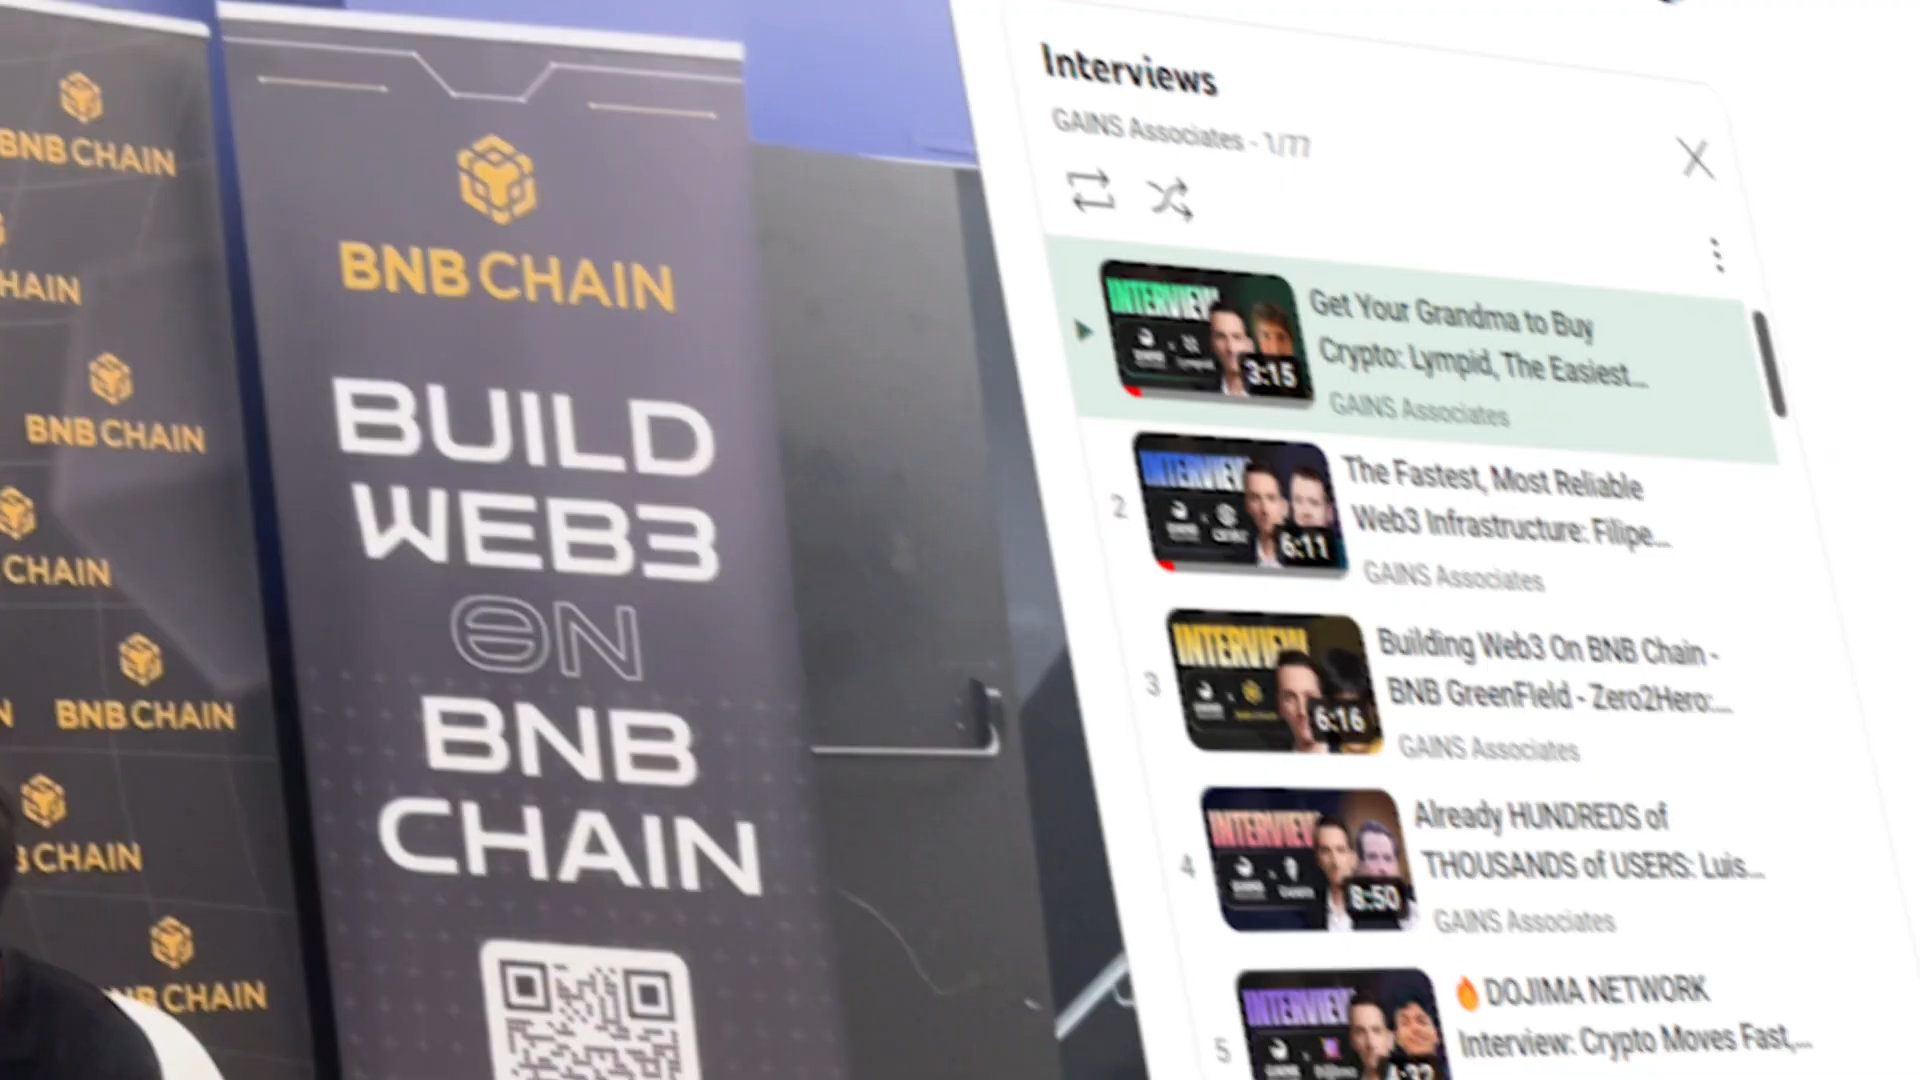 BNB CHAIN
HAIN
BNB CHAIN
CHAIN
N BNB CHAIN
CHAIN
CHAIN
BNB CHAIN
BUILD
WEB3
ON
BNB
CHAIN
Interviews
GAINS Associates - 1/77
INTERVIEW
3:15
Get Your Grandma to Buy
Crypto: Lympid, The Easiest...
GAINS Associates
2
INTERVIEW
6:11
The Fastest, Most Reliable
Web3 Infrastructure: Filipe...
GAINS Associates
3
INTERVIEW
6:16
Building Web3 On BNB Chain -
BNB GreenField - Zero2Hero:...
GAINS Associates
4
INTERVIEW
8:50
Already HUNDREDS of
THOUSANDS of USERS: Luis...
GAINS Associates
5
INTERVIEW
4:32
DOJIMA NETWORK
Interview: Crypto Moves Fast,...